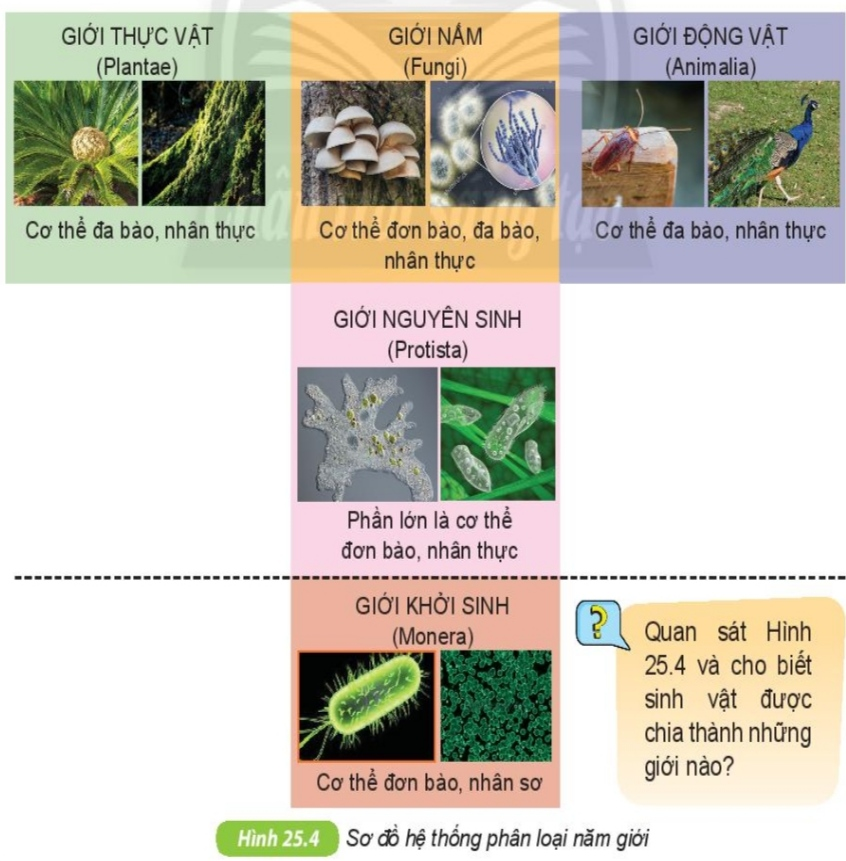 GIỚI THỰC VẬT
(Plantae)
Cơ thể đa bào, nhân thực
GIỚI NẤM
(Fungi)
Cơ thể đơn bào, đa bào,
nhân thực
GIỚI ĐỘNG VẬT
(Animalia)
Cơ thể đa bào, nhân thực
GIỚI NGUYÊN SINH
(Protista)
Phần lớn là cơ thể
đơn bào, nhân thực
GIỚI KHỞI SINH
(Monera)
Cơ thể đơn bào, nhân sơ
?
Quan sát Hình
25.4 và cho biết
sinh vật được
chia thành những
giới nào?
Hình 25.4 Sơ đồ hệ thống phân loại năm giới